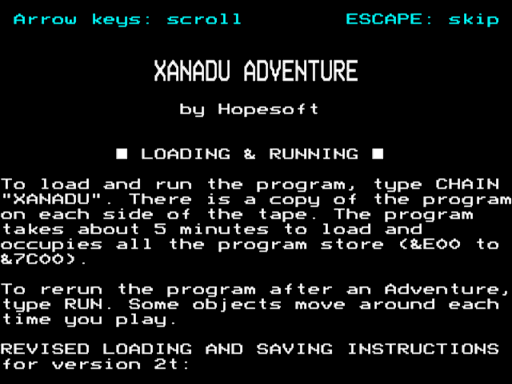 Arrow keys: scroll ESCAPE: skip
XANADU ADVENTURE
by Hopesoft
■ LOADING & RUNNING ■
To load and run the program, type CHAIN
"XANADU". There is a copy of the program
on each side of the tape. The program
takes about 5 minutes to load and
occupies all the program store (&E00 to
&7C00).
To rerun the program after an Adventure,
type RUN. Some objects move around each
time you play.
REVISED LOADING AND SAVING INSTRUCTIONS
for version 2t: